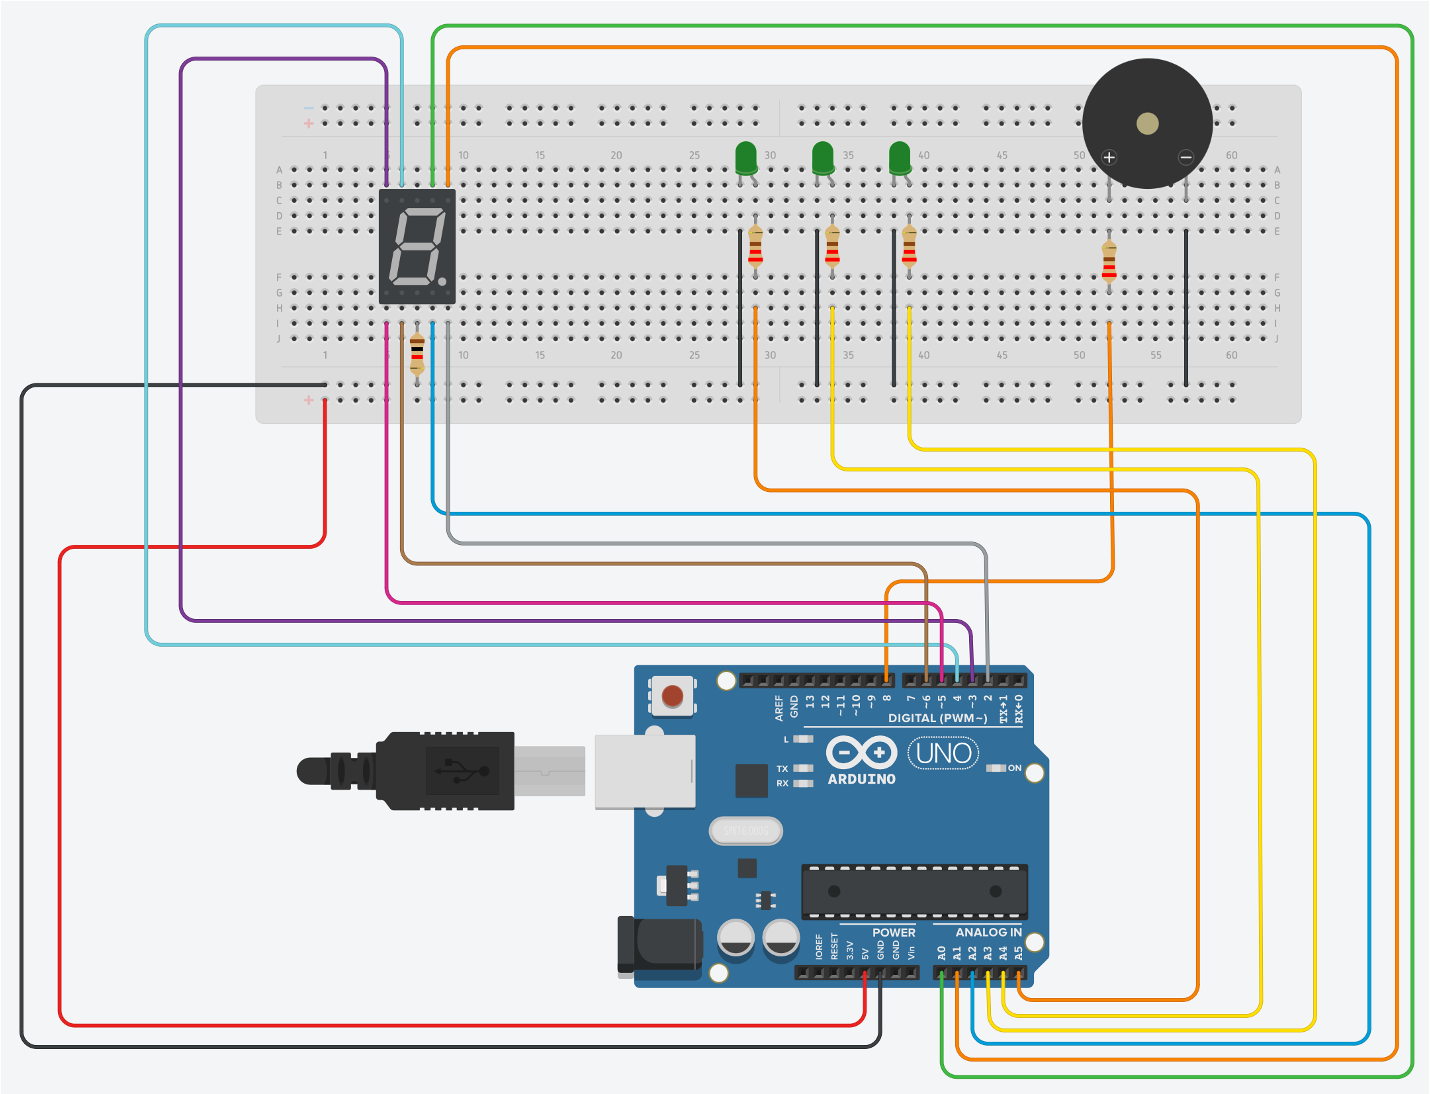 − −
+ +
1 5 10 15 20 25 30 35 40 45 50 55 60
A A
B B
C C
D D
E E
F F
G G
H H
I I
J J
1 5 10 15 20 25 30 35 40 45 50 55 60
+
AREF GND 13 12 ~11 ~10 ~9 8 7 ~6 ~5 4 ~3 2 TX→1 RX←0
DIGITAL (PWM~)
L
TX
RX
ARDUINO
UNO
ON
POWER
ANALOG IN
IOREF RESET 3.3V 5V GND GND Vin A0 A1 A2 A3 A4 A5